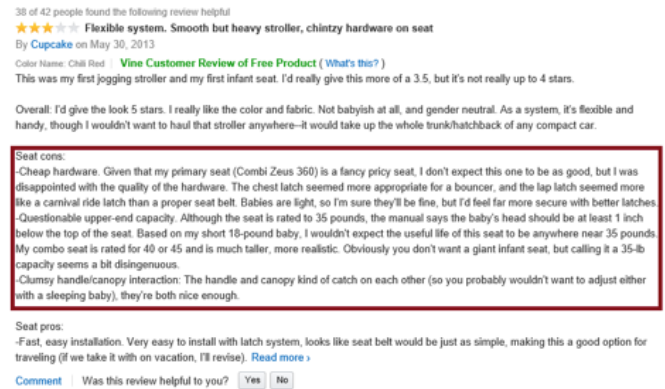 38 of 42 people found the following review helpful
Flexible system. Smooth but heavy stroller, chintzy hardware on seat
By Cupcake on May 30, 2013
Color Name: Chili Red | Vine Customer Review of Free Product ( What's this? )
This was my first jogging stroller and my first infant seat. I'd really give this more of a 3.5, but it's not really up to 4 stars.
Overall: I'd give the look 5 stars. I really like the color and fabric. Not babyish at all, and gender neutral. As a system, it's flexible and
handy, though I wouldn't want to haul that stroller anywhere--it would take up the whole trunk/hatchback of any compact car.
Seat cons:
-Cheap hardware. Given that my primary seat (Combi Zeus 360) is a fancy pricy seat, I don't expect this one to be as good, but I was
disappointed with the quality of the hardware. The chest latch seemed more appropriate for a bouncer, and the lap latch seemed more
like a carnival ride latch than a proper seat belt. Babies are light, so I'm sure they'll be fine, but I'd feel far more secure with better latches.
-Questionable upper-end capacity. Although the seat is rated to 35 pounds, the manual says the baby's head should be at least 1 inch
below the top of the seat. Based on my short 18-pound baby, I wouldn't expect the useful life of this seat to be anywhere near 35 pounds.
My combo seat is rated for 40 or 45 and is much taller, more realistic. Obviously you don't want a giant infant seat, but calling it a 35-lb
capacity seems a bit disingenuous.
-Clumsy handle/canopy interaction: The handle and canopy kind of catch on each other (so you probably wouldn't want to adjust either
with a sleeping baby), they're both nice enough.
Seat pros:
-Fast, easy installation. Very easy to install with latch system, looks like seat belt would be just as simple, making this a good option for
traveling (if we take it with on vacation, I'll revise). Read more ›
Comment | Was this review helpful to you? Yes No